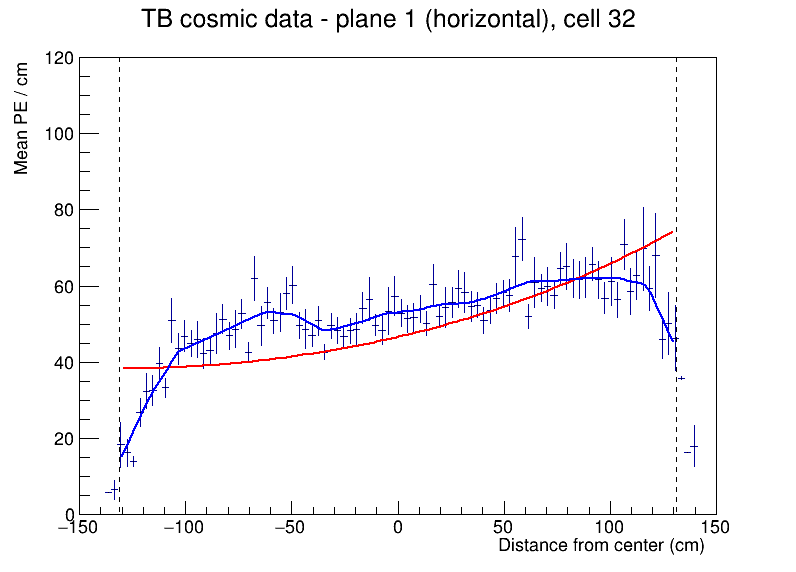 TB cosmic data - plane 1 (horizontal), cell 32
Mean PE / cm
120
100
80
60
40
20
0
−150 −100 −50 0 50 100 150
Distance from center (cm)